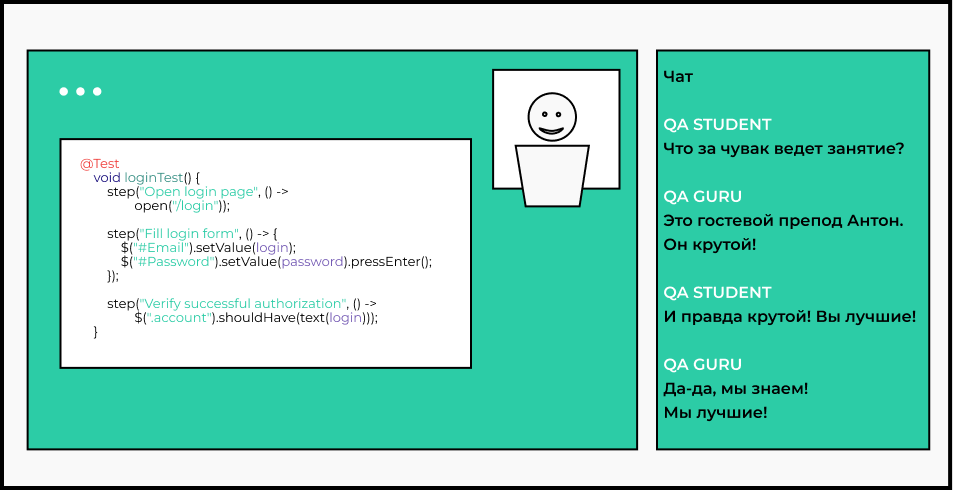 @Test
void loginTest() {
step("Open login page", () ->
open("/login"));
step("Fill login form", () -> {
$("#Email").setValue(login);
$("#Password").setValue(password).pressEnter();
});
step("Verify successful authorization", () ->
$(".account").shouldHave(text(login)));
}
Чат
QA STUDENT
Что за чувак ведет занятие?
QA GURU
Это гостевой препод Антон.
Он крутой!
QA STUDENT
И правда крутой! Вы лучшие!
QA GURU
Да-да, мы знаем!
Мы лучшие!